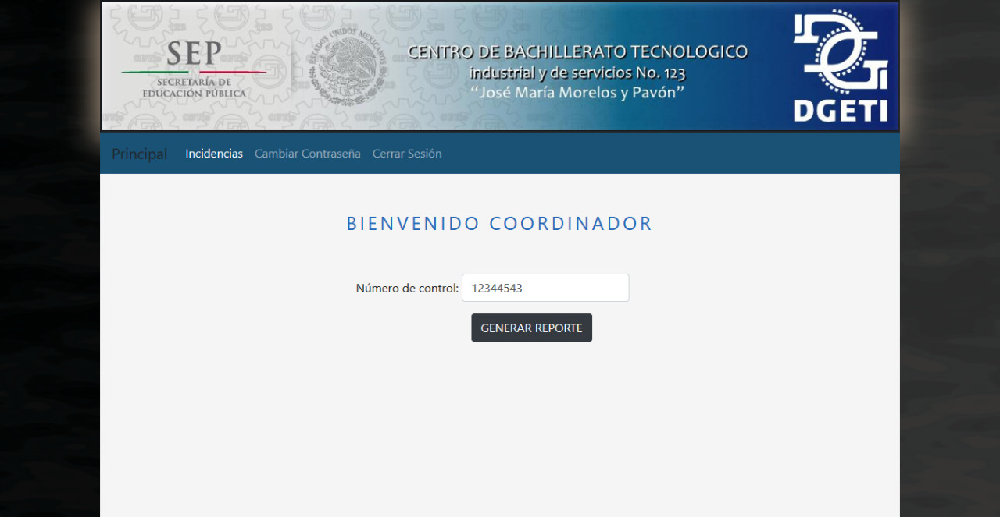 SEP
SECRETARÍA DE
EDUCACIÓN PÚBLICA
ESTADOS UNIDOS MEXICANOS
CENTRO DE BACHILLERATO TECNOLOGICO
industrial y de servicios No. 123
“José María Morelos y Pavón”
DGETI
Principal Incidencias Cambiar Contraseña Cerrar Sesión
BIENVENIDO COORDINADOR
Número de control: 12344543
GENERAR REPORTE